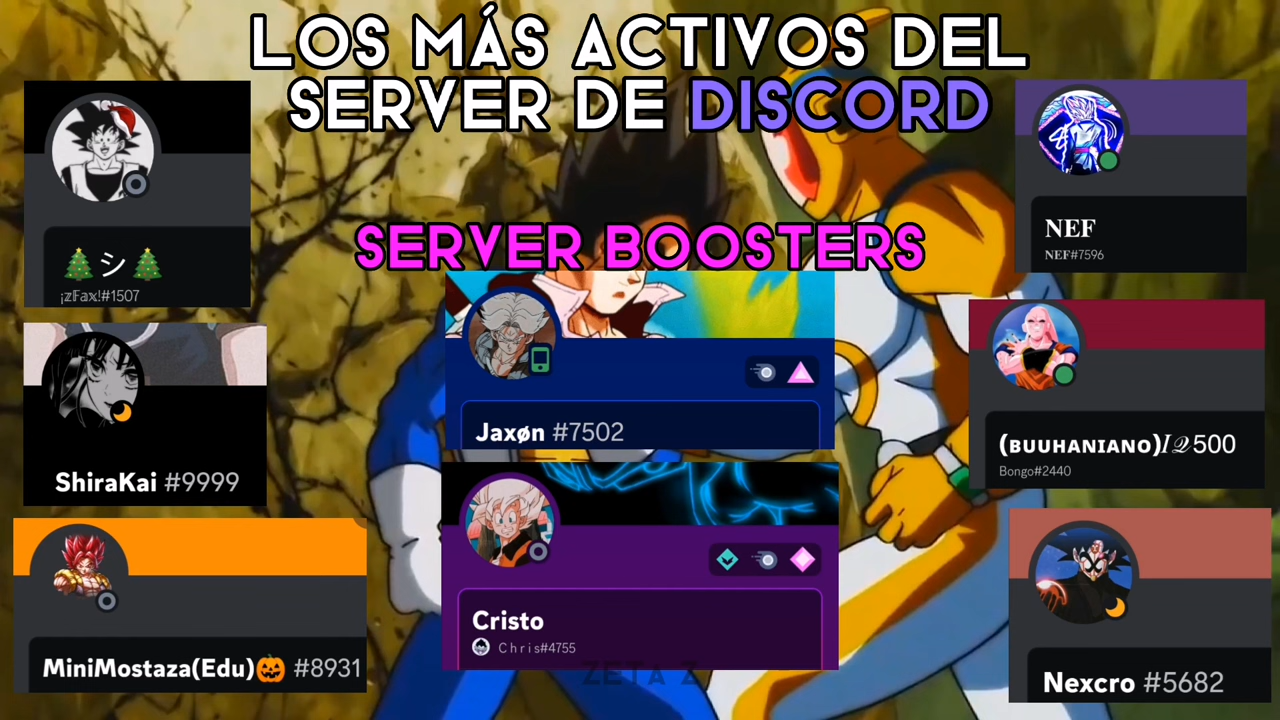 LOS MÁS ACTIVOS DEL
SERVER DE DISCORD
SERVER BOOSTERS
🎄シ🎄
¡zFax!#1507
ShiraKai #9999
MiniMostaza(Edu)🎃 #8931
Jaxøn #7502
Cristo
Chris#4755
ZETA Z
NEF
NEF#7596
(BUUHANIANO)I𝒬500
Bongo#2440
Nexcro #5682